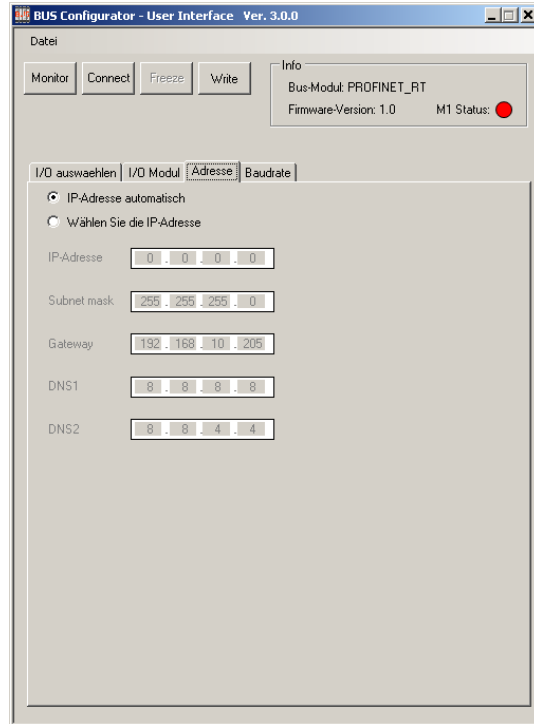 BUS Configurator - User Interface Ver. 3.0.0
Datei
Monitor Connect Freeze Write
Info
Bus-Modul: PROFINET_RT
Firmware-Version: 1.0 M1 Status:
I/O auswaehlen I/O Modul Adresse Baudrate
IP-Adresse automatisch
Wählen Sie die IP-Adresse
IP-Adresse 0 . 0 . 0 . 0
Subnet mask 255 . 255 . 255 . 0
Gateway 192 . 168 . 10 . 205
DNS1 8 . 8 . 8 . 8
DNS2 8 . 8 . 4 . 4